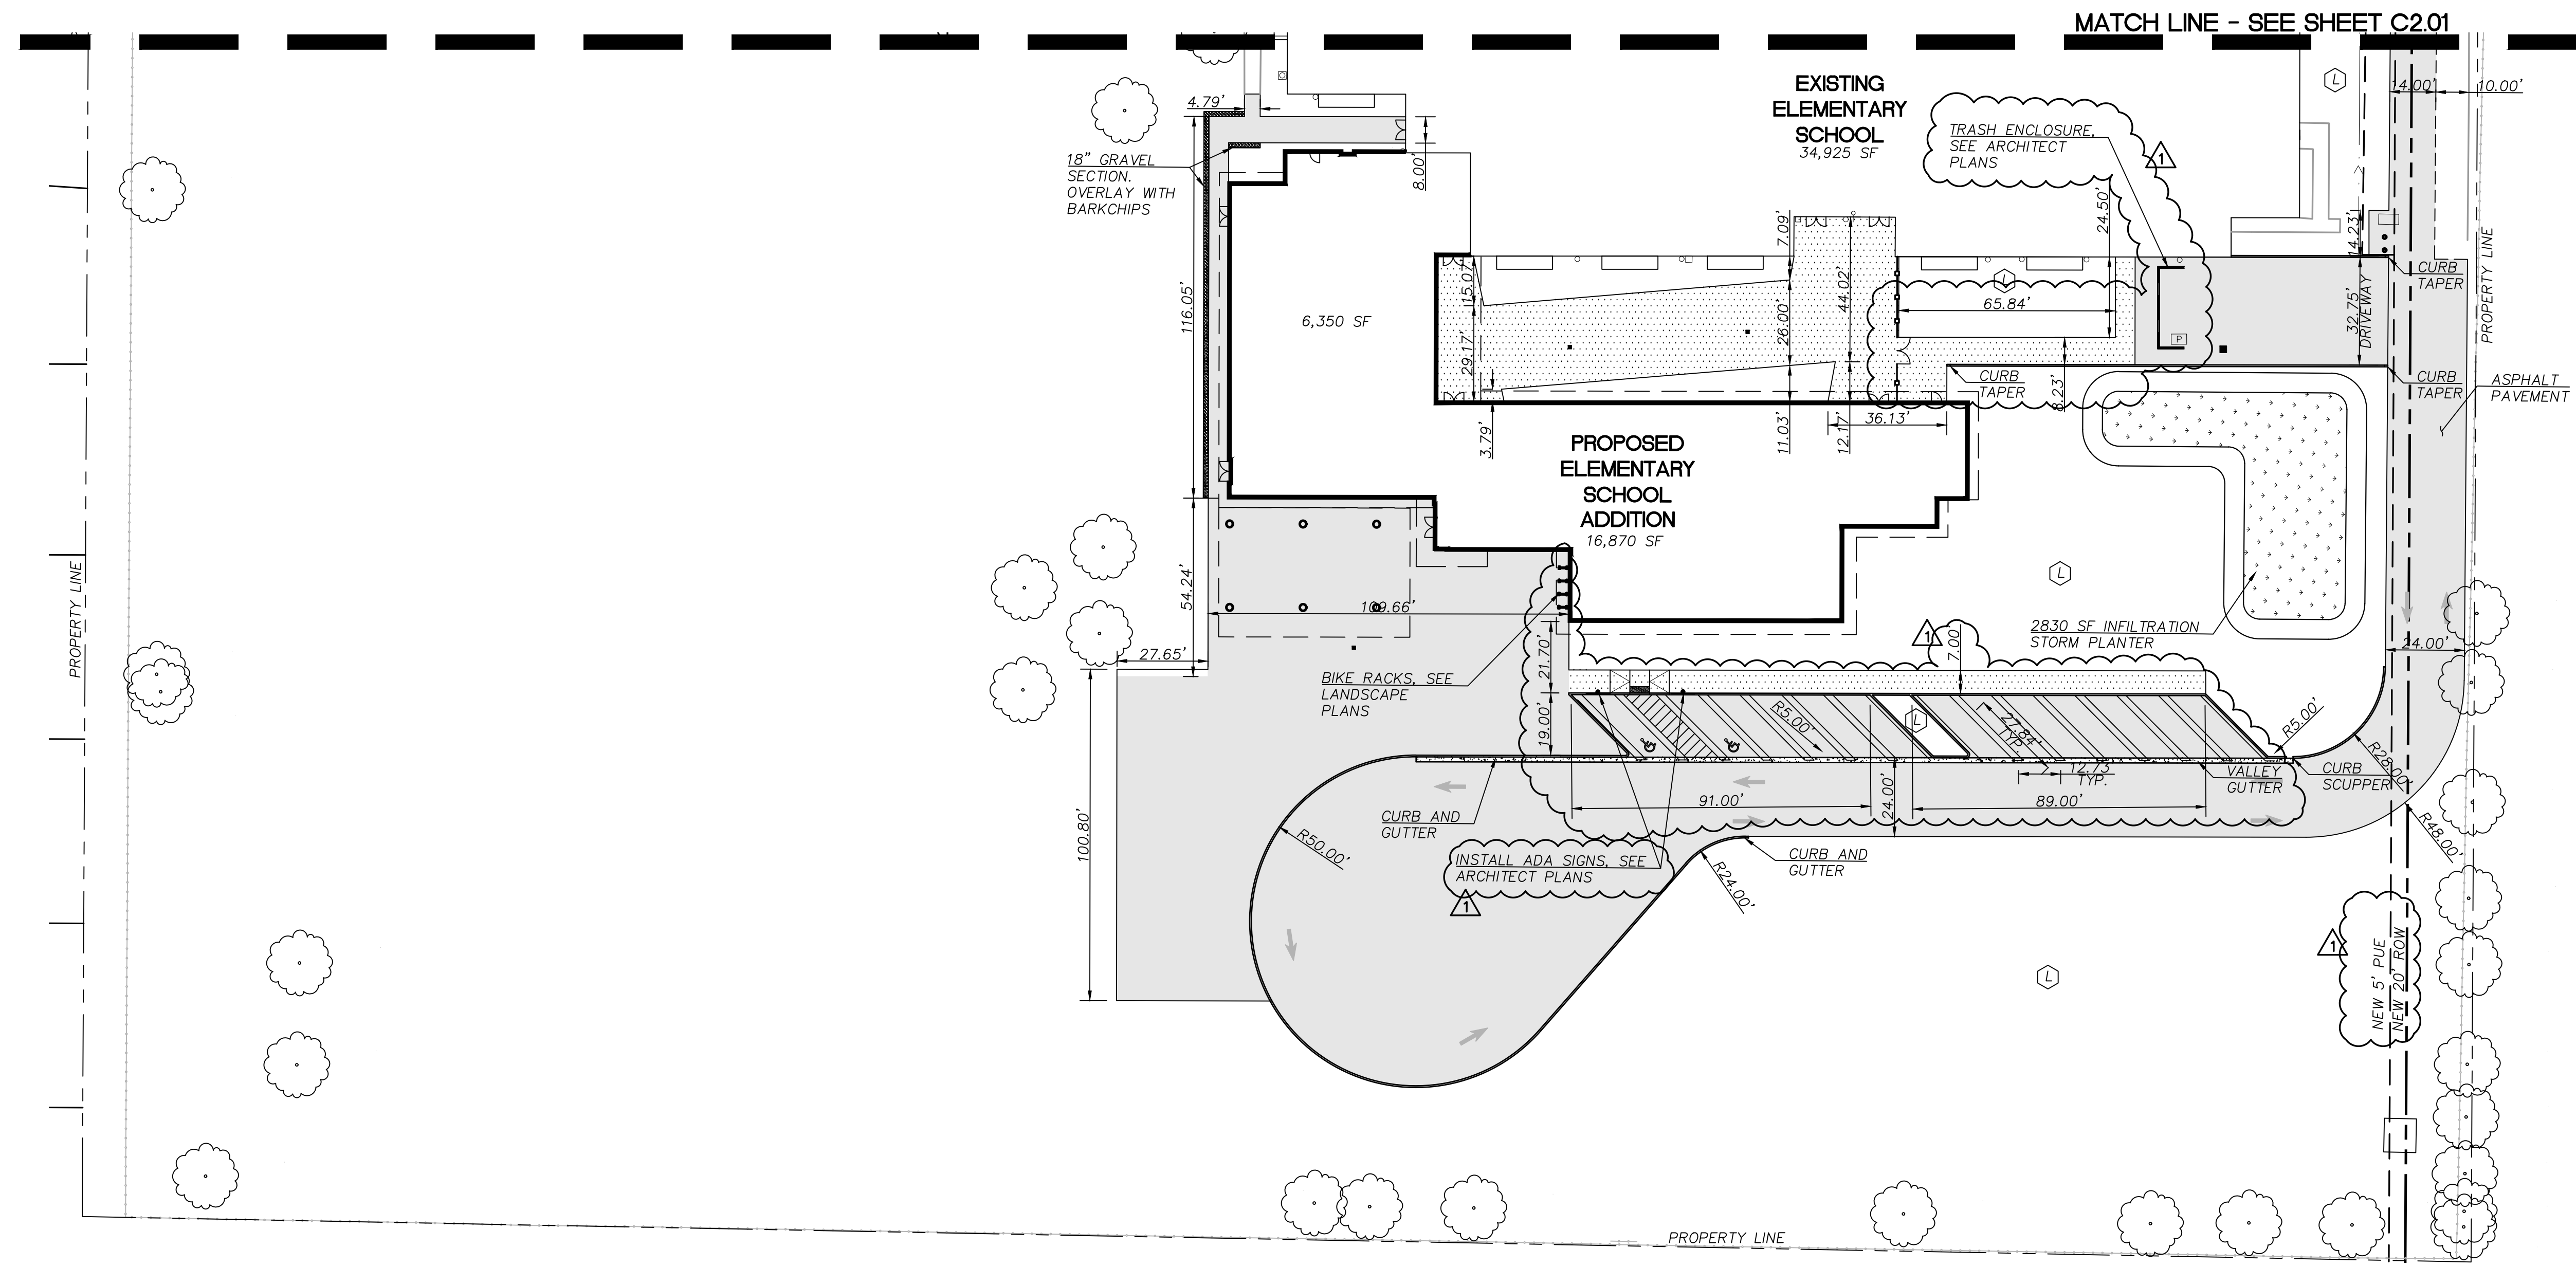 MATCH LINE - SEE SHEET C2.01
EXISTING
ELEMENTARY
SCHOOL
34,925 SF
TRASH ENCLOSURE,
SEE ARCHITECT
PLANS
1
L
14.00'
10.00'
4.79'
18" GRAVEL
SECTION.
OVERLAY WITH
BARKCHIPS
8.00'
116.05'
6,350 SF
15.07'
29.17'
7.09'
26.00'
44.02'
24.50'
L
65.84'
14.23'
32.75'
DRIVEWAY
P
CURB
TAPER
PROPERTY LINE
CURB
TAPER
8.23'
CURB
TAPER
ASPHALT
PAVEMENT
3.79'
11.03'
12.17'
36.13'
PROPOSED
ELEMENTARY
SCHOOL
ADDITION
16,870 SF
PROPERTY LINE
54.24'
109.66'
L
2830 SF INFILTRATION
STORM PLANTER
1
7.00
24.00'
27.65'
21.70'
BIKE RACKS, SEE
LANDSCAPE
PLANS
19.00'
R5.00'
L
27.84'
TYP.
R5.00'
R28.00'
12.73
TYP.
VALLEY
GUTTER
CURB
SCUPPER
91.00'
24.00'
89.00'
100.80'
CURB AND
GUTTER
R50.00'
INSTALL ADA SIGNS, SEE
ARCHITECT PLANS
1
CURB AND
GUTTER
R24.00'
R48.00'
1
NEW 5' PUE
NEW 20' ROW
L
PROPERTY LINE